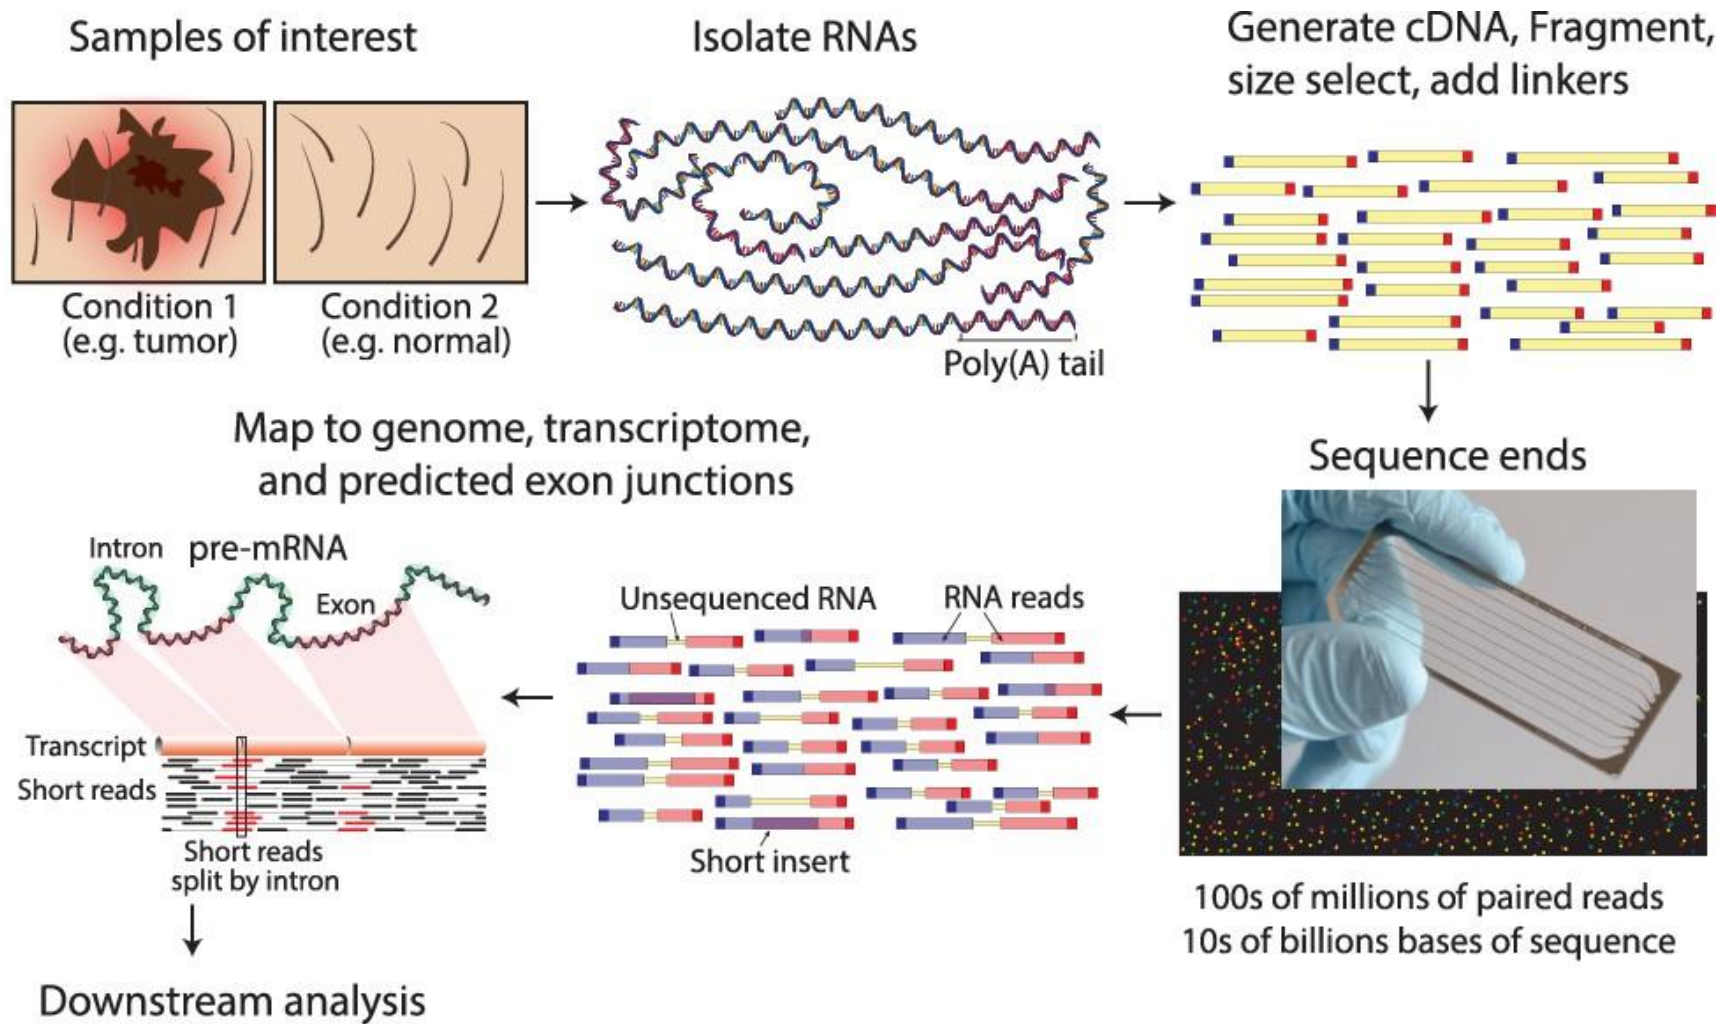 Samples of interest
Condition 1
(e.g. tumor)
Condition 2
(e.g. normal)
Isolate RNAs
Poly(A) tail
Generate cDNA, Fragment,
size select, add linkers
Sequence ends
100s of millions of paired reads
10s of billions bases of sequence
Unsequenced RNA
RNA reads
Short insert
Map to genome, transcriptome,
and predicted exon junctions
Intron
pre-mRNA
Exon
Transcript
Short reads
Short reads
split by intron
Downstream analysis